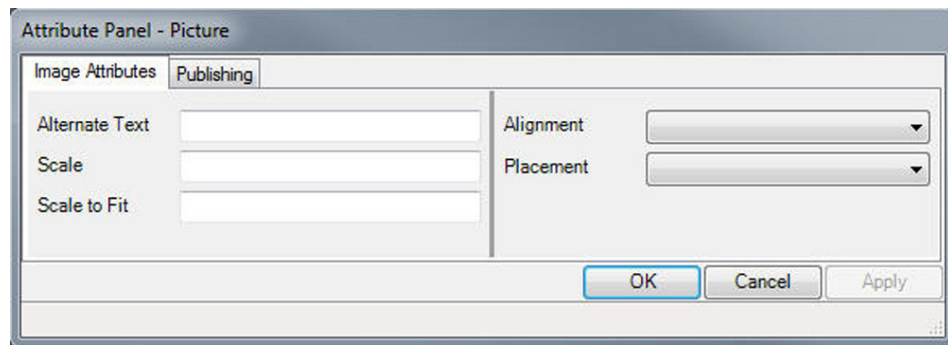 Attribute Panel - Picture
Image Attributes Publishing
Alternate Text
Scale
Scale to Fit
Alignment
Placement
OK Cancel Apply